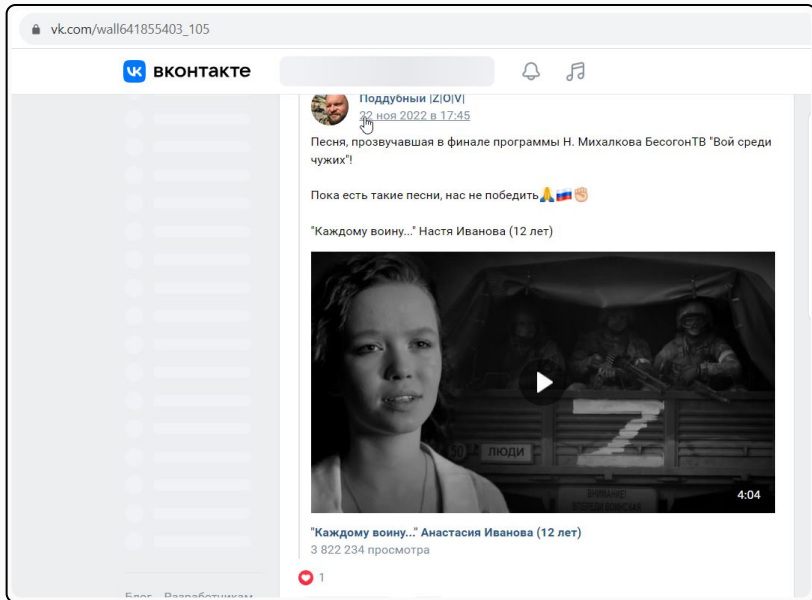 vk.com/wall641855403_105
вконтакте
Поддубный |Z|O|V|
22 ноя 2022 в 17:45
Песня, прозвучавшая в финале программы Н. Михалкова БесогонТВ "Вой среди
чужих"!
Пока есть такие песни, нас не победить🙏🇷🇺✊🏻
"Каждому воину..." Настя Иванова (12 лет)
50
ЛЮДИ
Z
ВНИМАНИЕ!
4:04
"Каждому воину..." Анастасия Иванова (12 лет)
3 822 234 просмотра
1
Блог Разработчикам